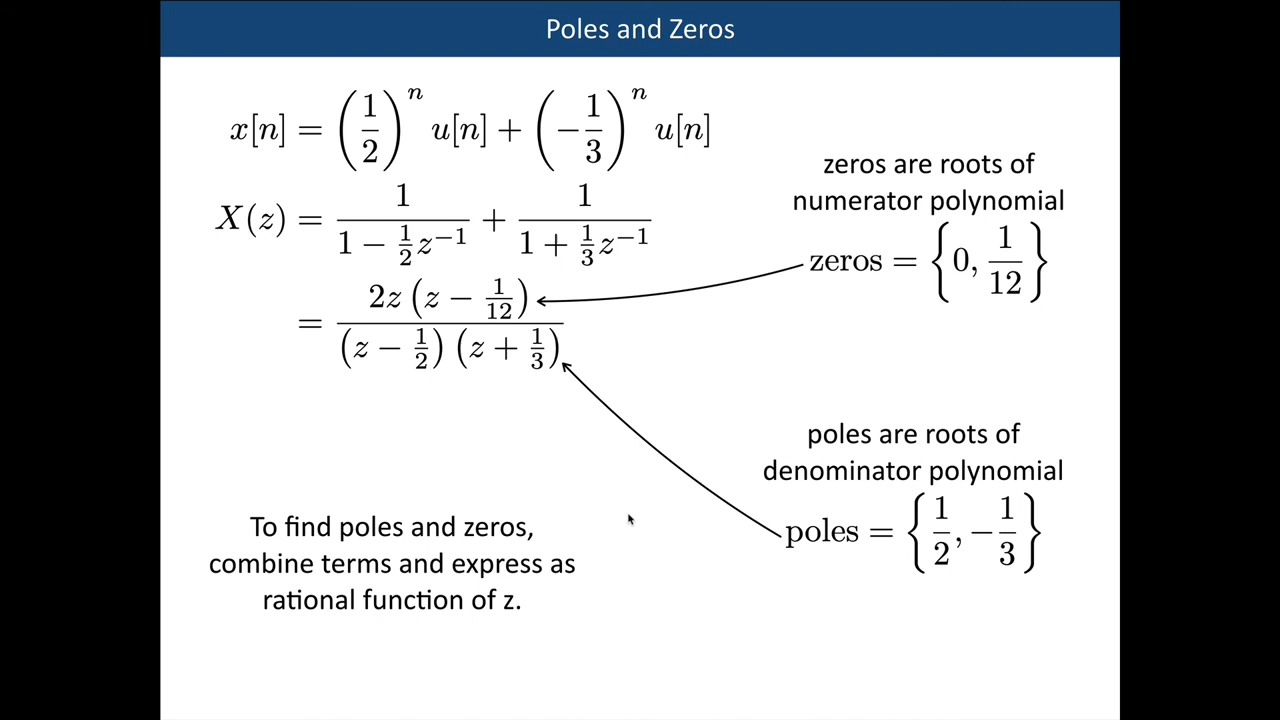 Poles and Zeros
x[n] = (1/2)^n u[n] + (−1/3)^n u[n]
X(z) = 1/(1 − 1/2 z^−1) + 1/(1 + 1/3 z^−1)
= 2z (z − 1/12) / ((z − 1/2) (z + 1/3))
zeros are roots of
numerator polynomial
zeros = {0, 1/12}
poles are roots of
denominator polynomial
poles = {1/2, −1/3}
To find poles and zeros,
combine terms and express as
rational function of z.